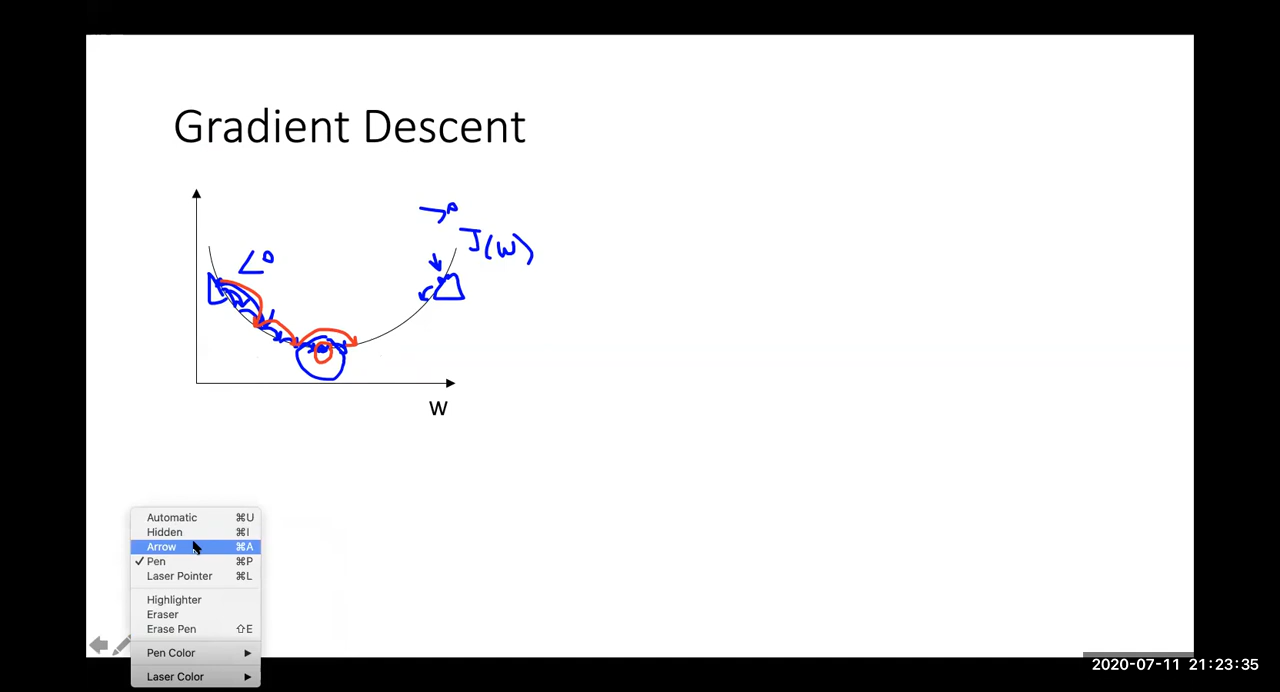 Gradient Descent
J(W)
<0
W
Automatic ⌘U
Hidden ⌘I
Arrow ⌘A
✓ Pen ⌘P
Laser Pointer ⌘L
Highlighter
Eraser
Erase Pen ⇧E
Pen Color ▶
Laser Color ▶
2020-07-11 21:23:35